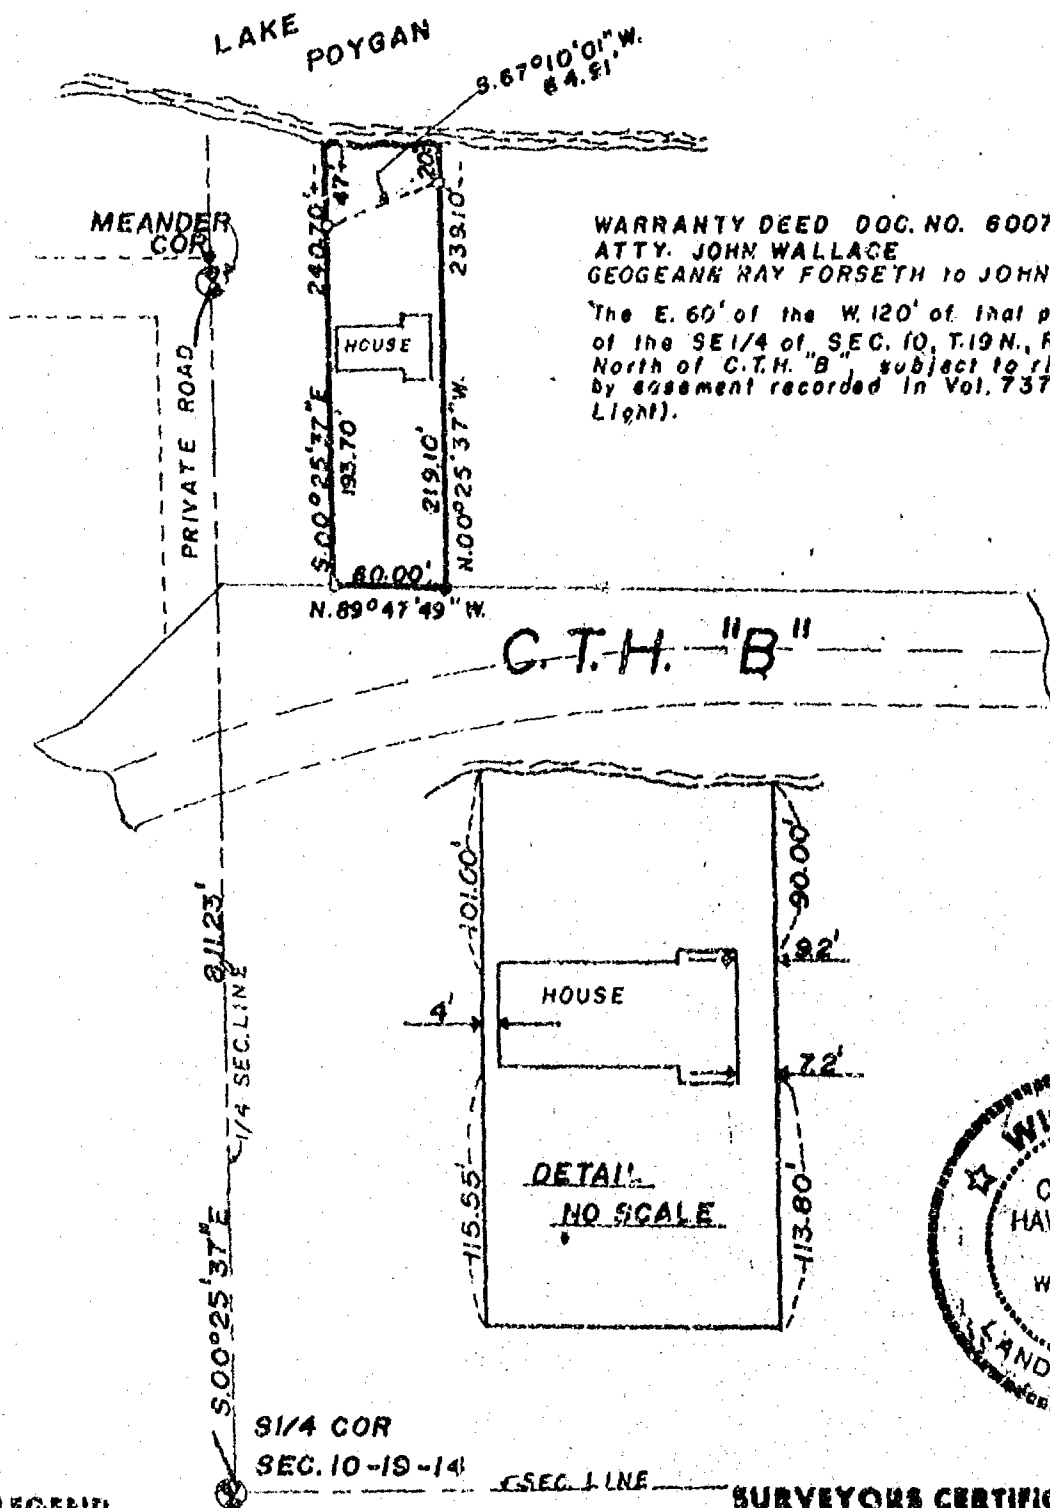 LAKE
POYGAN
S.67°10'01"W.
64.91'
MEANDER
COR.
WARRANTY DEED DOC. NO. 6007
ATTY. JOHN WALLACE
GEOGEANN RAY FORSETH to JOHN
"The E. 60' of the W. 120' of that p
of the SE1/4 of SEC. 10, T.19N., R
North of C.T.H. "B", subject to ri
by easement recorded in Vol. 737
Light).
47'
20'
240.70'
239.10'
HOUSE
PRIVATE ROAD
S.00°25'37"E
193.70'
219.10'
N.00°25'37"W.
60.00'
N.89°47'49"W.
C.T.H. "B"
811.23'
1/4 SEC. LINE
S.00°25'37"E
101.00'
90.00'
9.2'
HOUSE
4'
7.2'
115.55'
113.80'
DETAIL
NO SCALE
WI
C
HAW
W
LAND
S1/4 COR
SEC. 10-19-14
SEC. LINE
LEGEND
SURVEYORS CERTIFIC